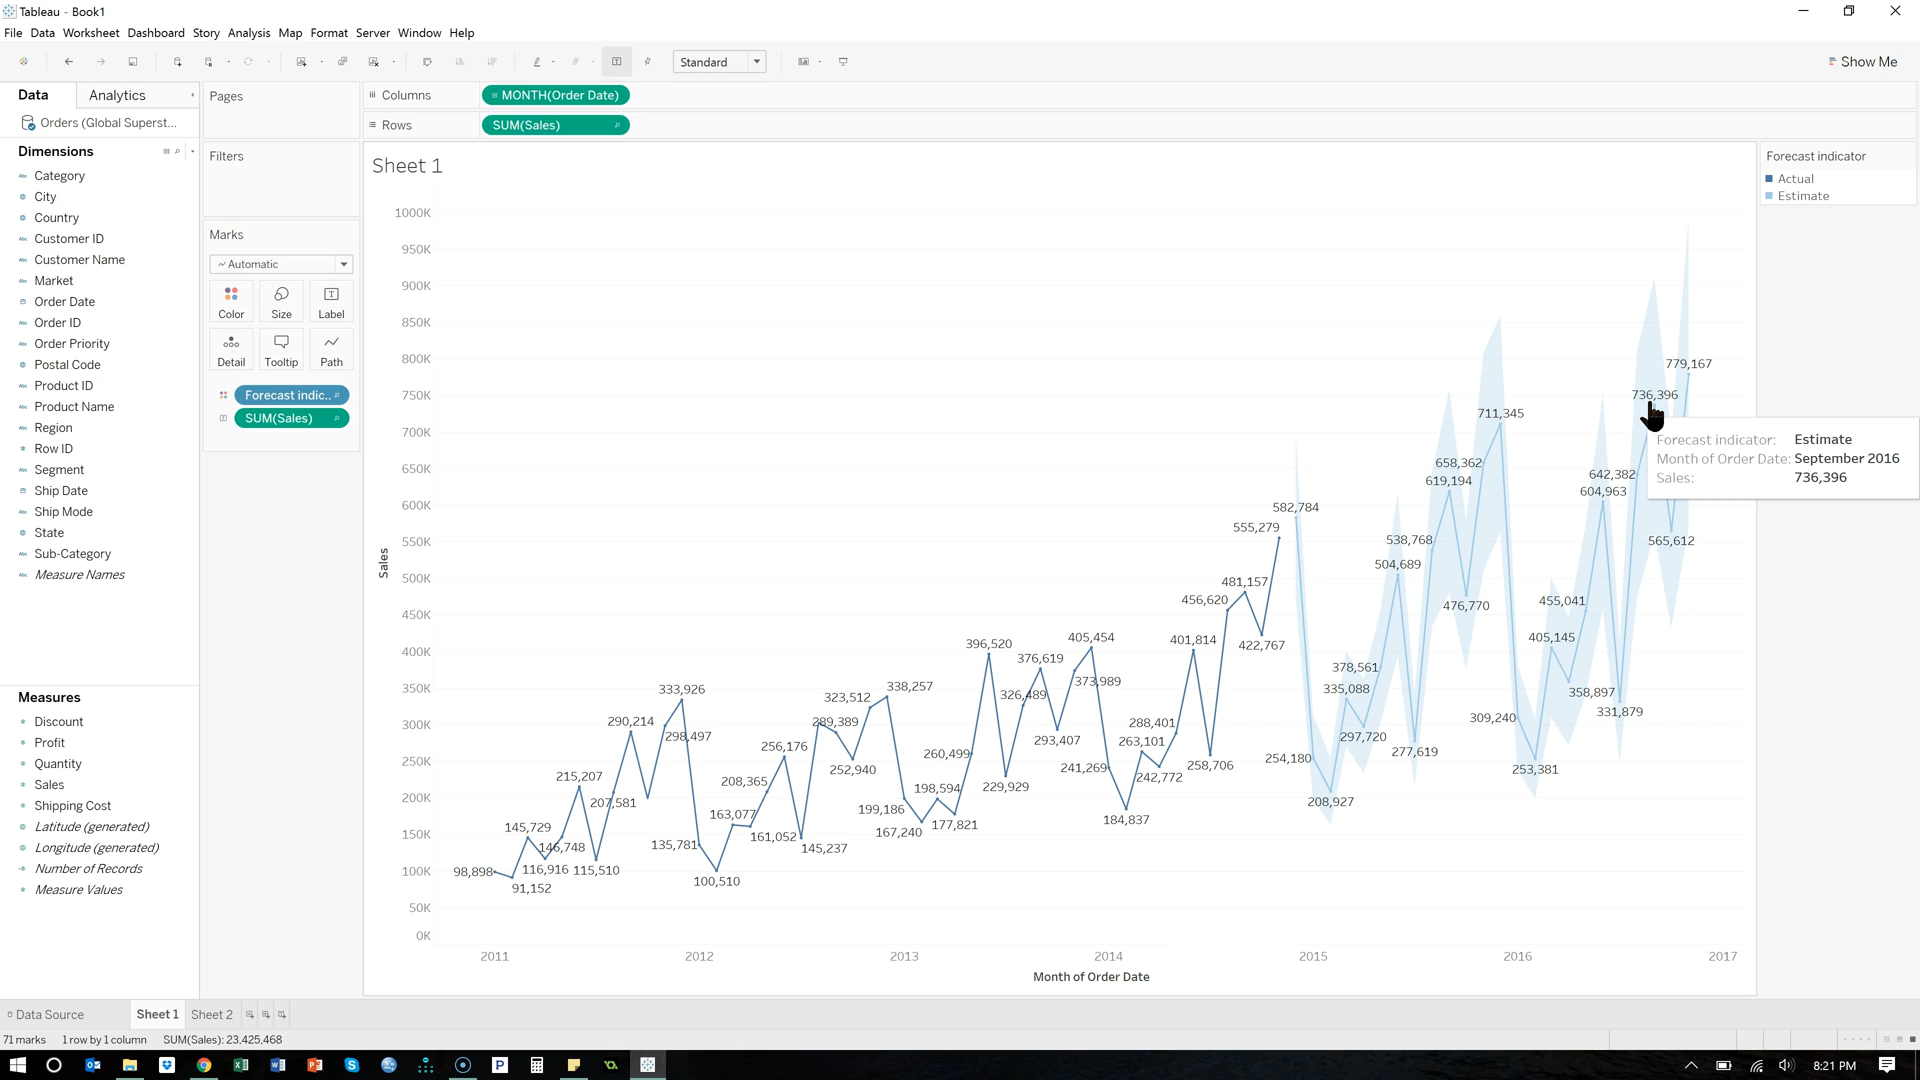 Tableau - Book1
File Data Worksheet Dashboard Story Analysis Map Format Server Window Help
Standard
Show Me
Data
Analytics
Orders (Global Superst...
Dimensions
Category
City
Country
Customer ID
Customer Name
Market
Order Date
Order ID
Order Priority
Postal Code
Product ID
Product Name
Region
Row ID
Segment
Ship Date
Ship Mode
State
Sub-Category
Measure Names
Measures
Discount
Profit
Quantity
Sales
Shipping Cost
Latitude (generated)
Longitude (generated)
Number of Records
Measure Values
Pages
Filters
Marks
Automatic
Color
Size
Label
Detail
Tooltip
Path
Forecast indic..
SUM(Sales)
Columns
MONTH(Order Date)
Rows
SUM(Sales)
Sheet 1
1000K
950K
900K
850K
800K
750K
700K
650K
600K
550K
500K
450K
400K
350K
300K
250K
200K
150K
100K
50K
0K
Sales
98,898
91,152
145,729
116,916
146,748
215,207
115,510
207,581
290,214
298,497
333,926
135,781
100,510
163,077
161,052
208,365
256,176
145,237
289,389
252,940
323,512
338,257
199,186
167,240
198,594
177,821
260,499
396,520
229,929
326,489
376,619
293,407
373,989
405,454
241,269
184,837
263,101
242,772
288,401
401,814
258,706
456,620
481,157
422,767
555,279
582,784
254,180
208,927
335,088
297,720
378,561
504,689
277,619
538,768
619,194
476,770
658,362
711,345
309,240
253,381
405,145
358,897
455,041
604,963
331,879
642,382
736,396
565,612
779,167
Forecast indicator: Estimate
Month of Order Date: September 2016
Sales: 736,396
2011
2012
2013
2014
2015
2016
2017
Month of Order Date
Forecast indicator
Actual
Estimate
Data Source
Sheet 1
Sheet 2
71 marks
1 row by 1 column
SUM(Sales): 23,425,468
8:21 PM